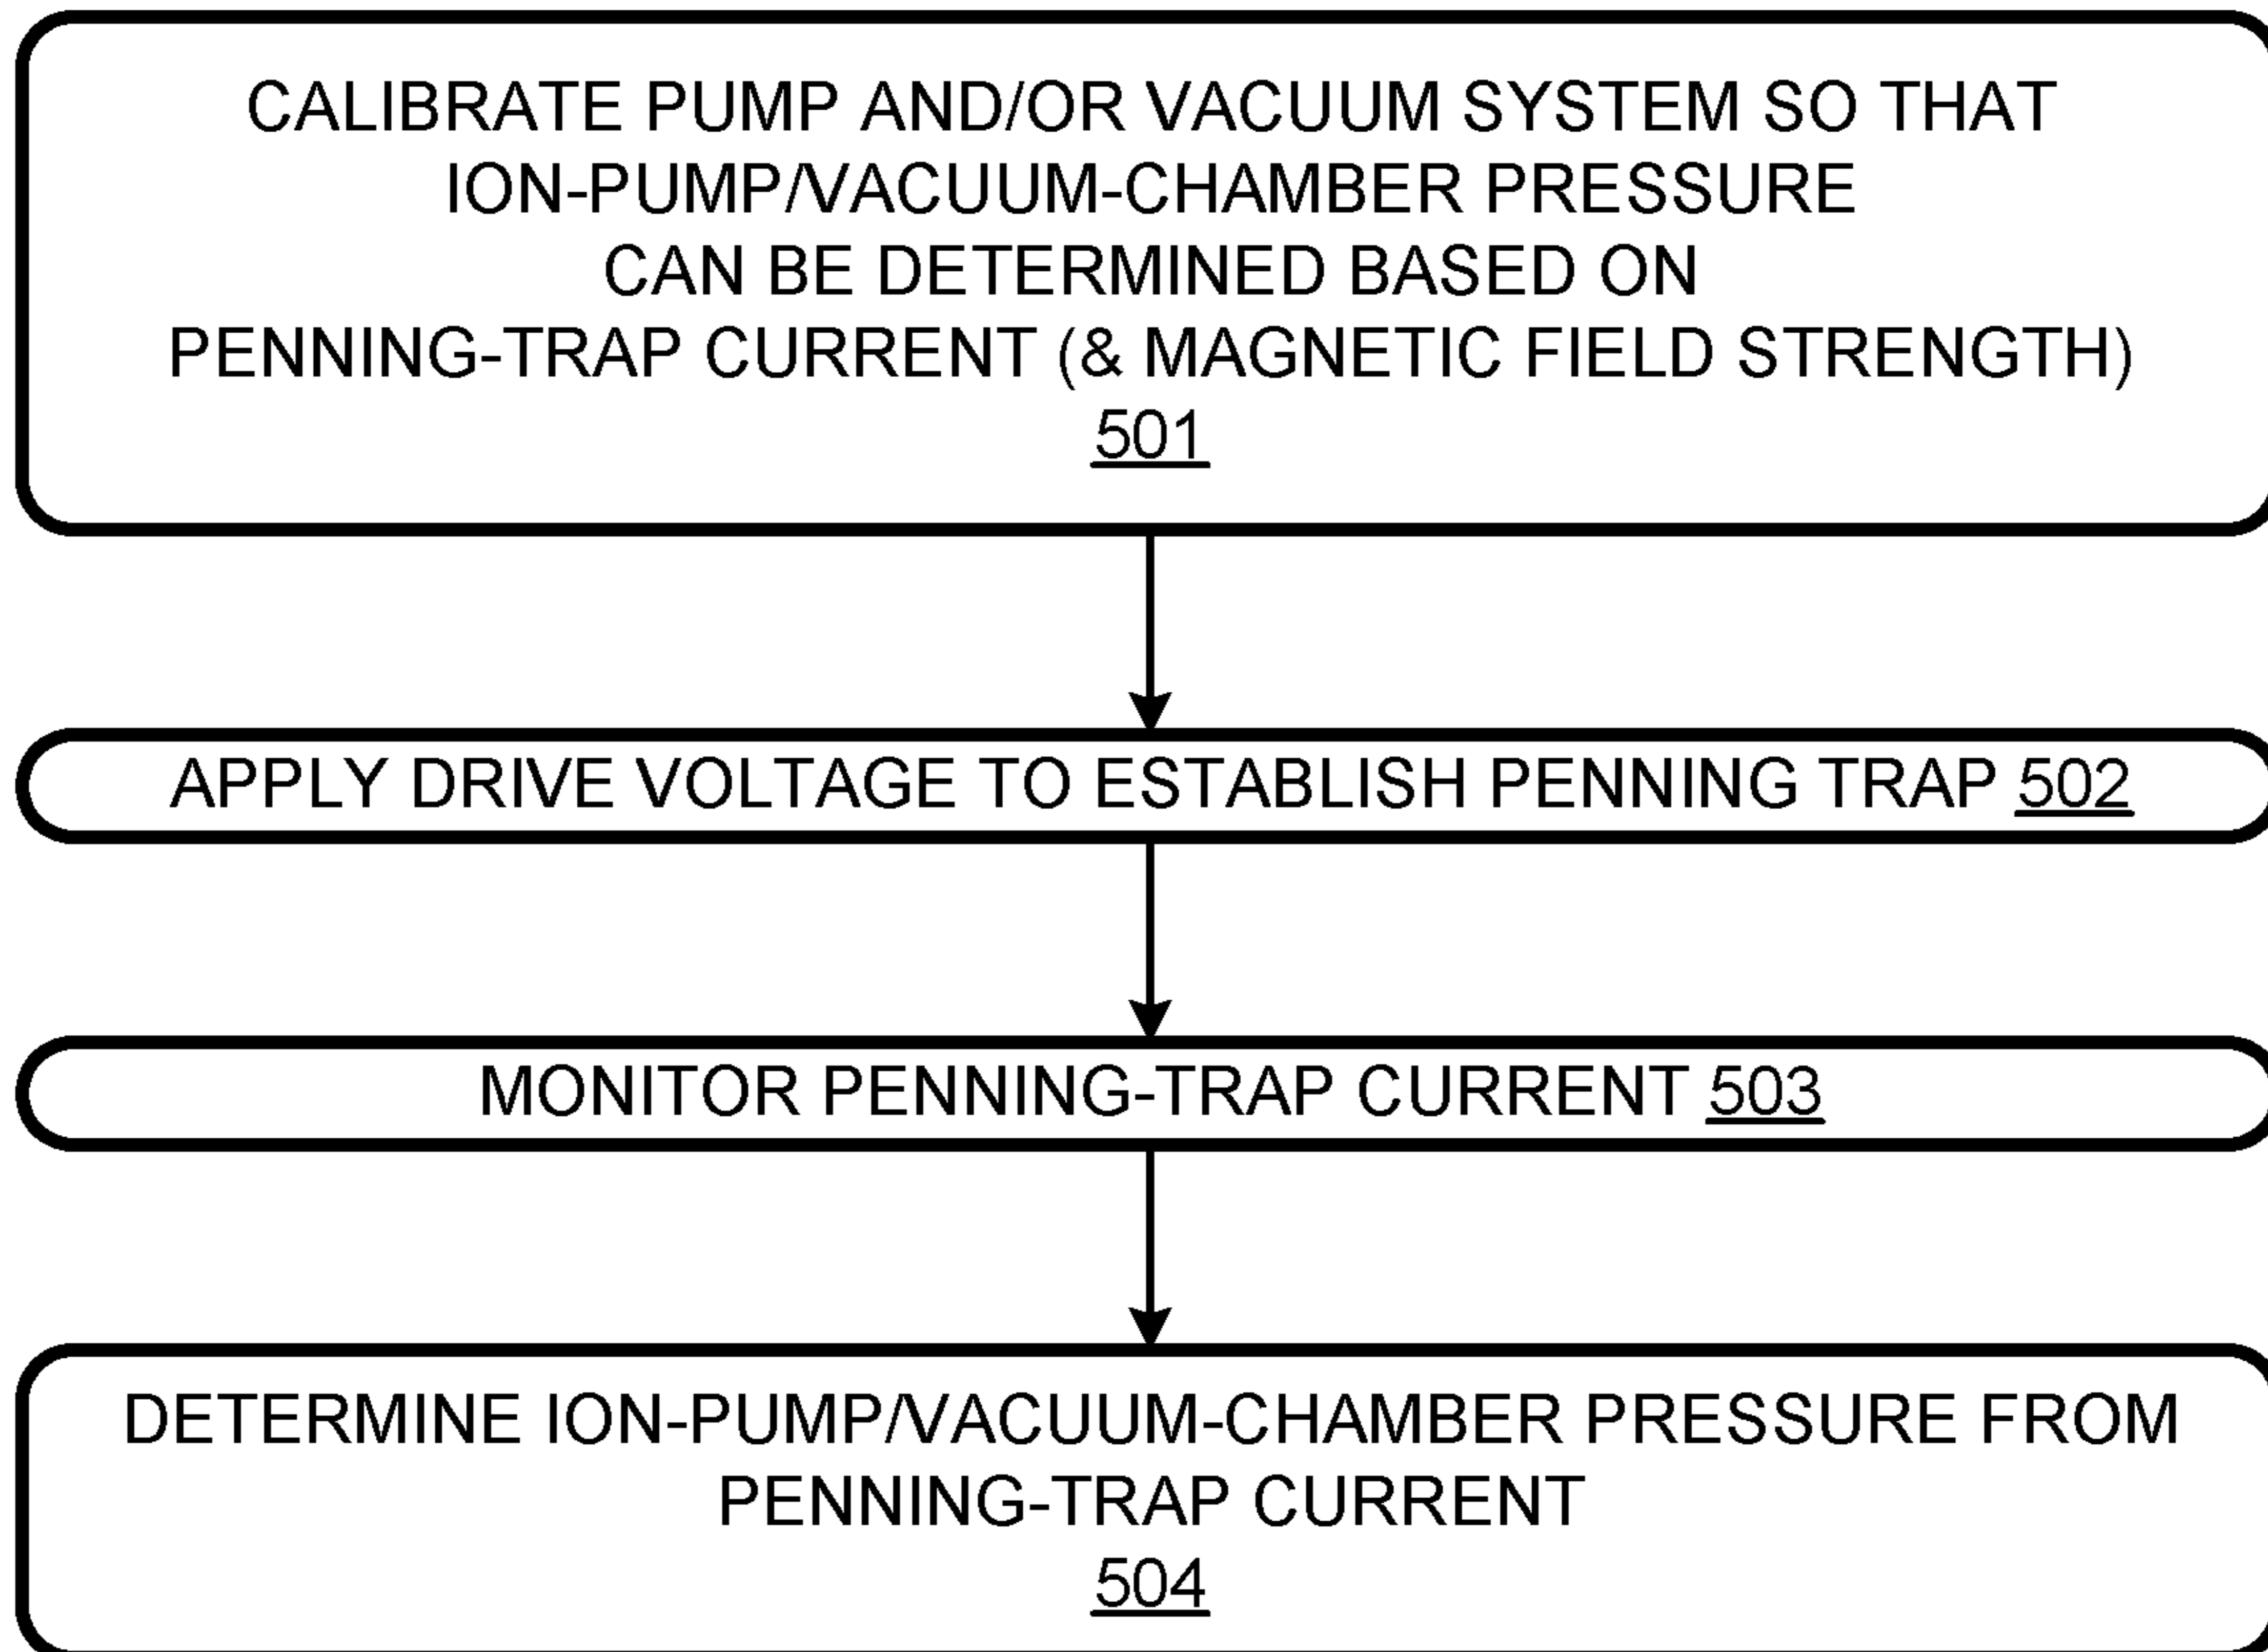 CALIBRATE PUMP AND/OR VACUUM SYSTEM SO THAT
ION-PUMP/VACUUM-CHAMBER PRESSURE
CAN BE DETERMINED BASED ON
PENNING-TRAP CURRENT (& MAGNETIC FIELD STRENGTH)
501
APPLY DRIVE VOLTAGE TO ESTABLISH PENNING TRAP 502
MONITOR PENNING-TRAP CURRENT 503
DETERMINE ION-PUMP/VACUUM-CHAMBER PRESSURE FROM
PENNING-TRAP CURRENT
504